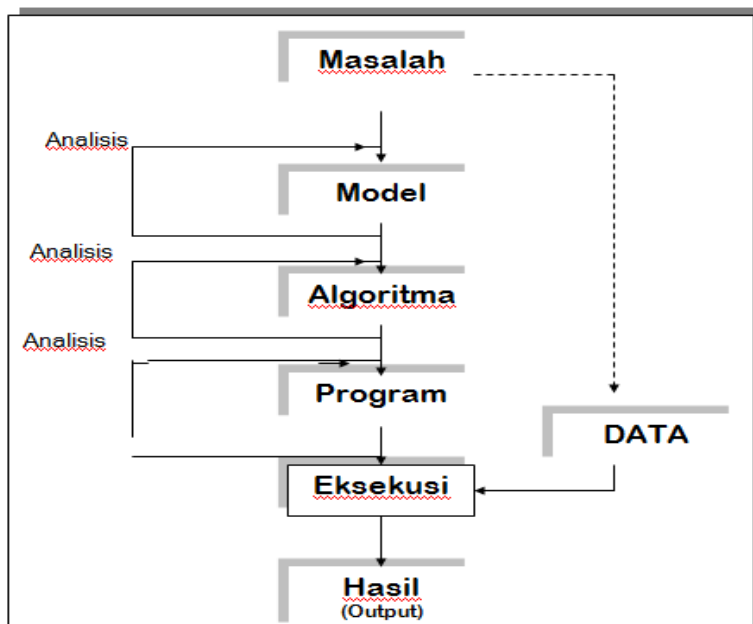 Masalah
Analisis
Model
Analisis
Algoritma
Analisis
Program
DATA
Eksekusi
Hasil
(Output)